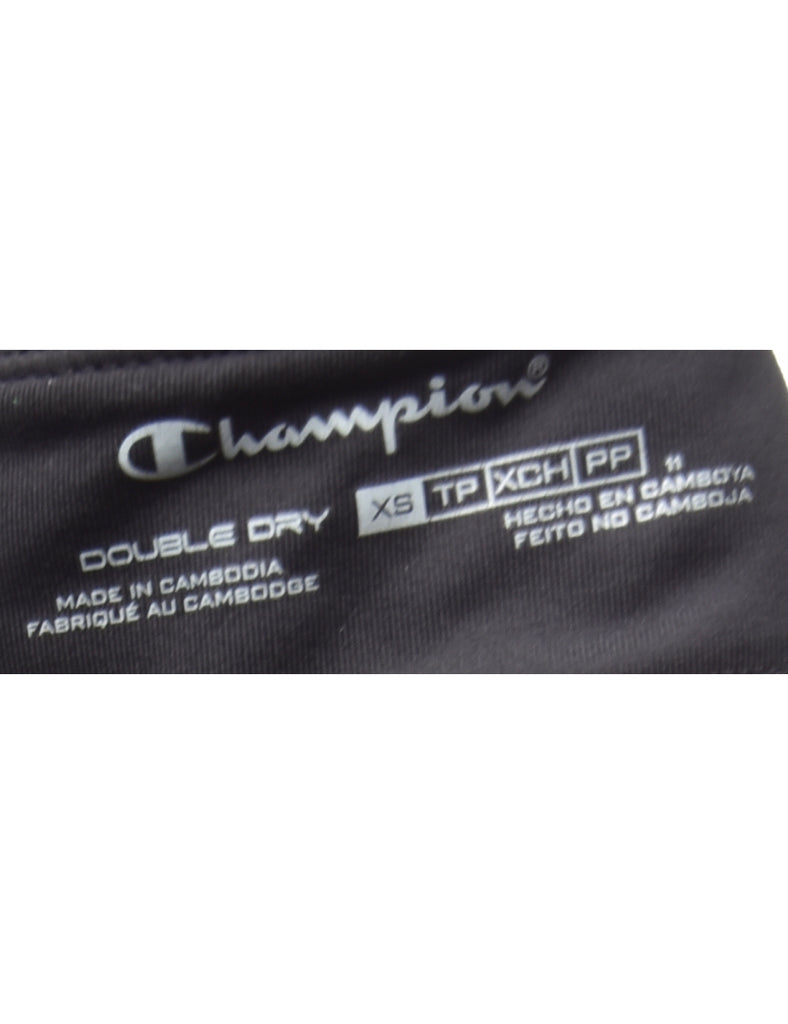 Champion®
XS TP XCH PP
11
DOUBLE DRY
MADE IN CAMBODIA
FABRIQUÉ AU CAMBODGE
HECHO EN CAMBOYA
FEITO NO CAMBOJA